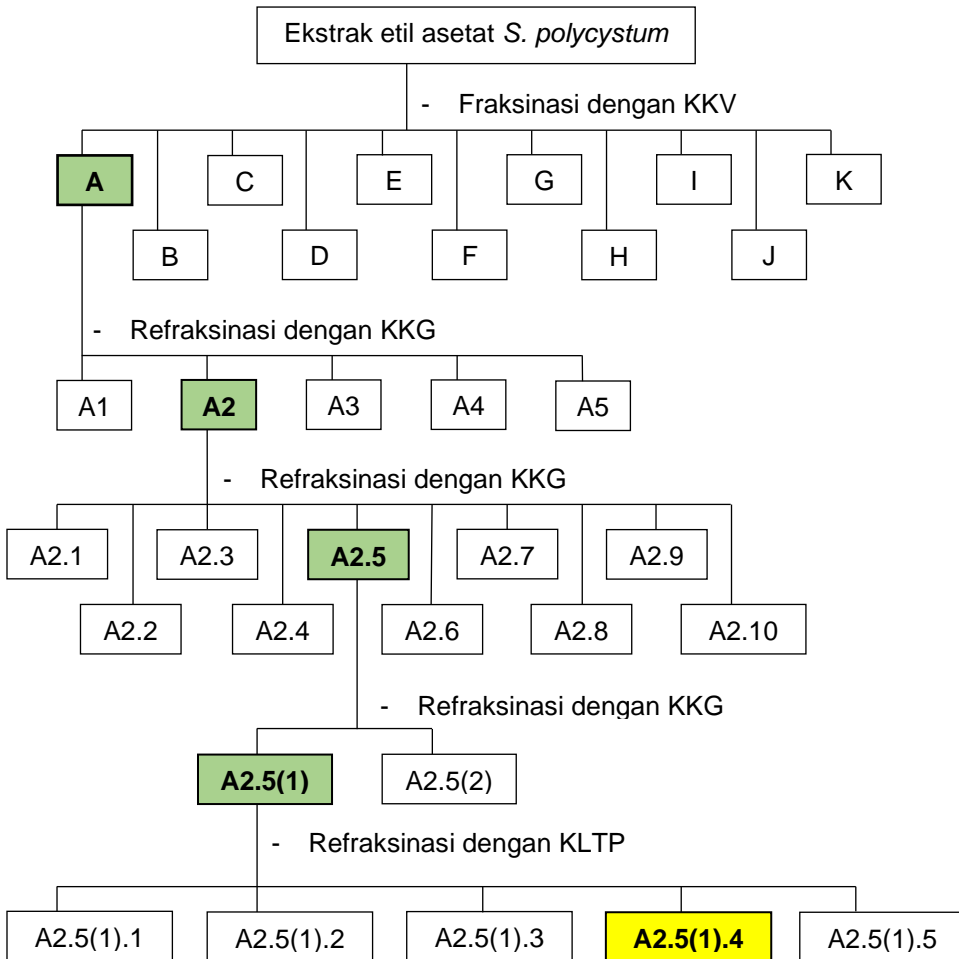 Ekstrak etil asetat S. polycystum
- Fraksinasi dengan KKV
A C E G I K
B D F H J
- Refraksinasi dengan KKG
A1 A2 A3 A4 A5
- Refraksinasi dengan KKG
A2.1 A2.3 A2.5 A2.7 A2.9
A2.2 A2.4 A2.6 A2.8 A2.10
- Refraksinasi dengan KKG
A2.5(1) A2.5(2)
- Refraksinasi dengan KLTP
A2.5(1).1 A2.5(1).2 A2.5(1).3 A2.5(1).4 A2.5(1).5